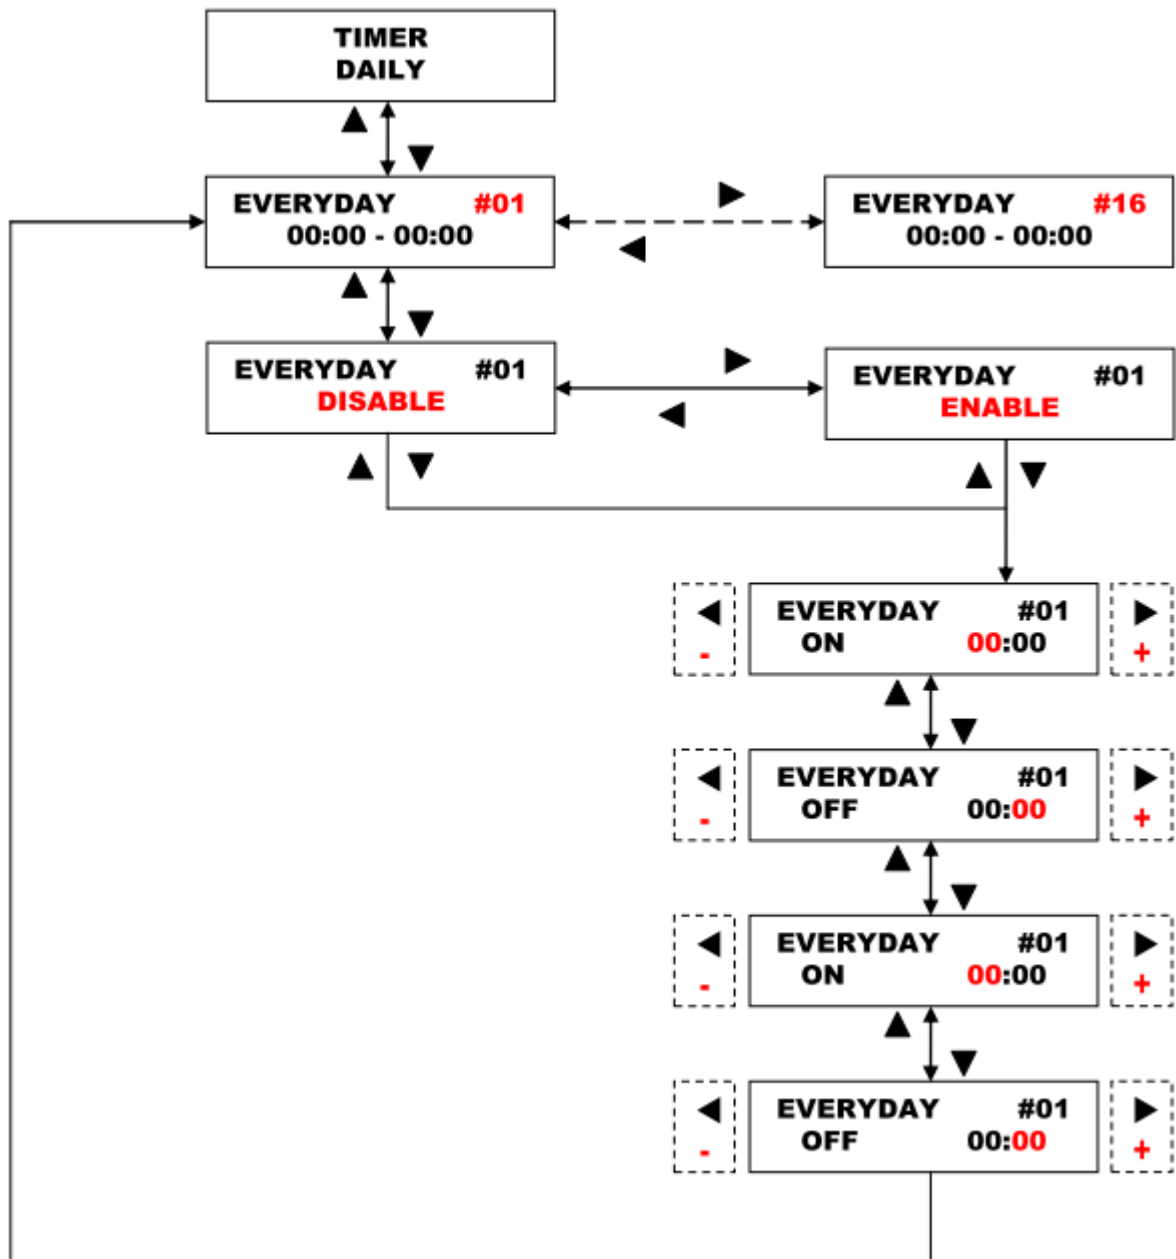 TIMER
DAILY
EVERYDAY #01
00:00 - 00:00
EVERYDAY #16
00:00 - 00:00
EVERYDAY #01
DISABLE
EVERYDAY #01
ENABLE
EVERYDAY #01
- ON 00:00 +
EVERYDAY #01
- OFF 00:00 +
EVERYDAY #01
- ON 00:00 +
EVERYDAY #01
- OFF 00:00 +